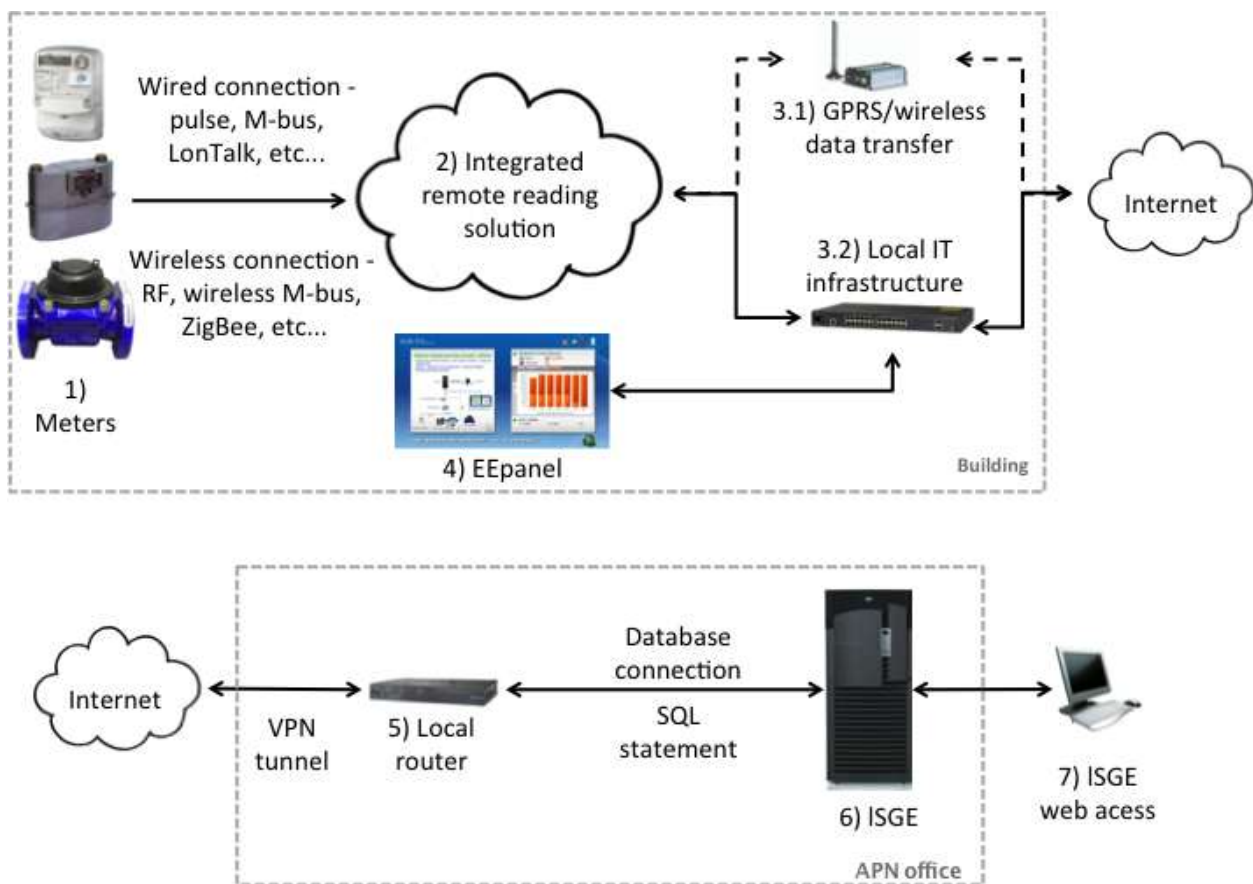 Wired connection -
pulse, M-bus,
LonTalk, etc...
2) Integrated
remote reading
solution
3.1) GPRS/wireless
data transfer
Internet
3.2) Local IT
infrastructure
Wireless connection -
RF, wireless M-bus,
ZigBee, etc...
1)
Meters
4) EEpanel
Building
Internet
VPN
tunnel
5) Local
router
Database
connection
SQL
statement
6) ISGE
7) ISGE
web acess
APN office